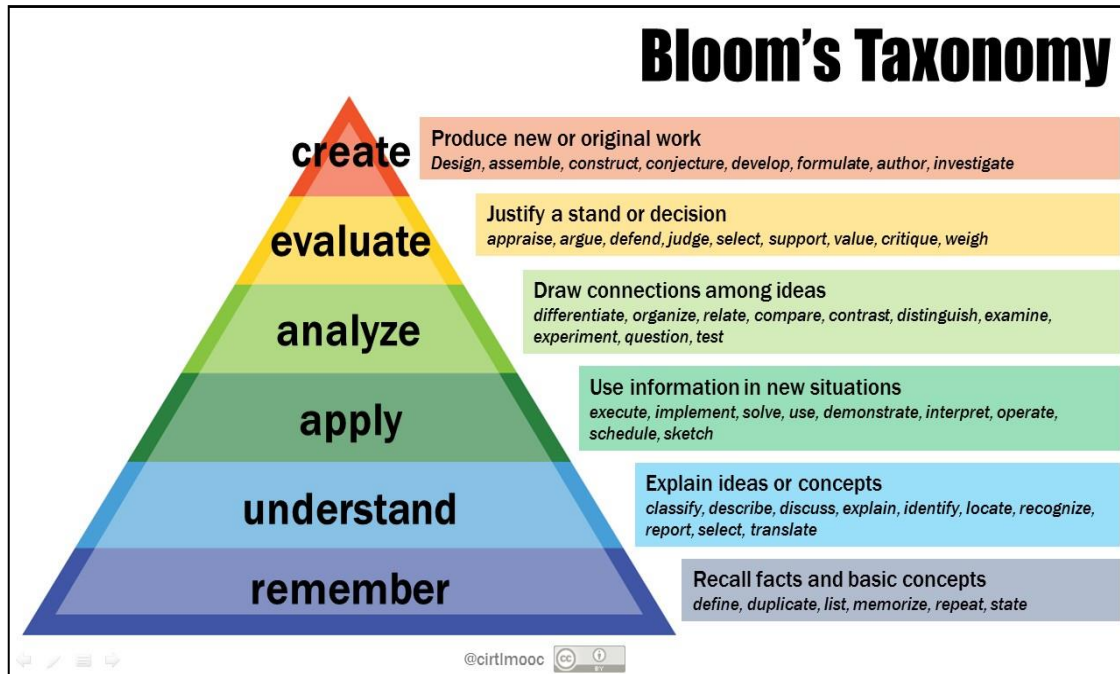 Bloom's Taxonomy
create
Produce new or original work
Design, assemble, construct, conjecture, develop, formulate, author, investigate
evaluate
Justify a stand or decision
appraise, argue, defend, judge, select, support, value, critique, weigh
analyze
Draw connections among ideas
differentiate, organize, relate, compare, contrast, distinguish, examine,
experiment, question, test
apply
Use information in new situations
execute, implement, solve, use, demonstrate, interpret, operate,
schedule, sketch
understand
Explain ideas or concepts
classify, describe, discuss, explain, identify, locate, recognize,
report, select, translate
remember
Recall facts and basic concepts
define, duplicate, list, memorize, repeat, state
@cirtlmooc cc BY